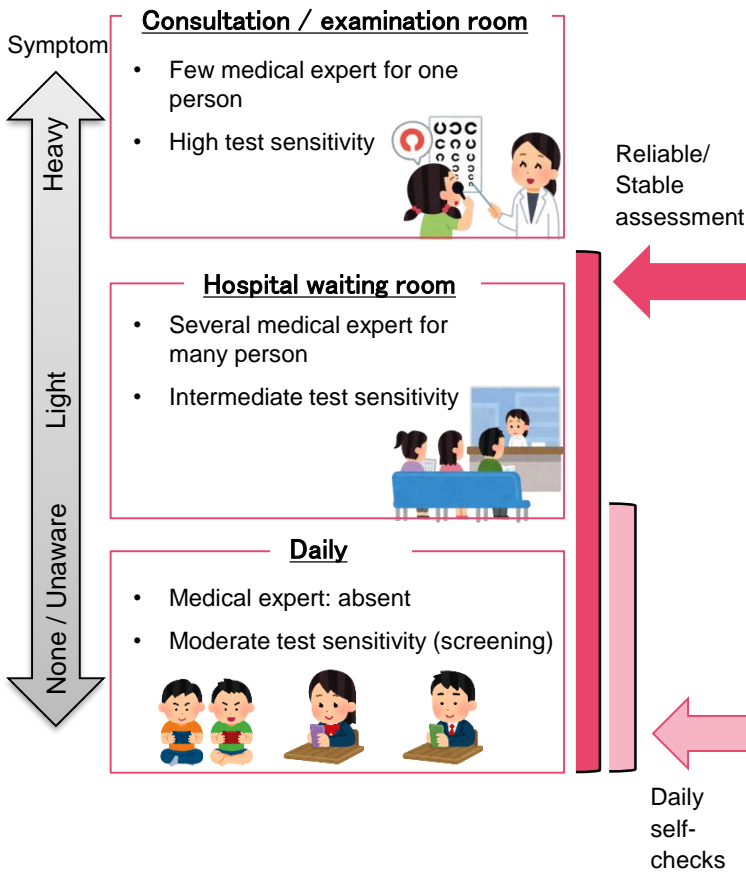 Consultation / examination room
Symptom
• Few medical expert for one
person
• High test sensitivity
Heavy
Reliable/
Stable
assessment
Hospital waiting room
• Several medical expert for
many person
• Intermediate test sensitivity
Light
Daily
• Medical expert: absent
• Moderate test sensitivity (screening)
None / Unaware
Daily
self-
checks